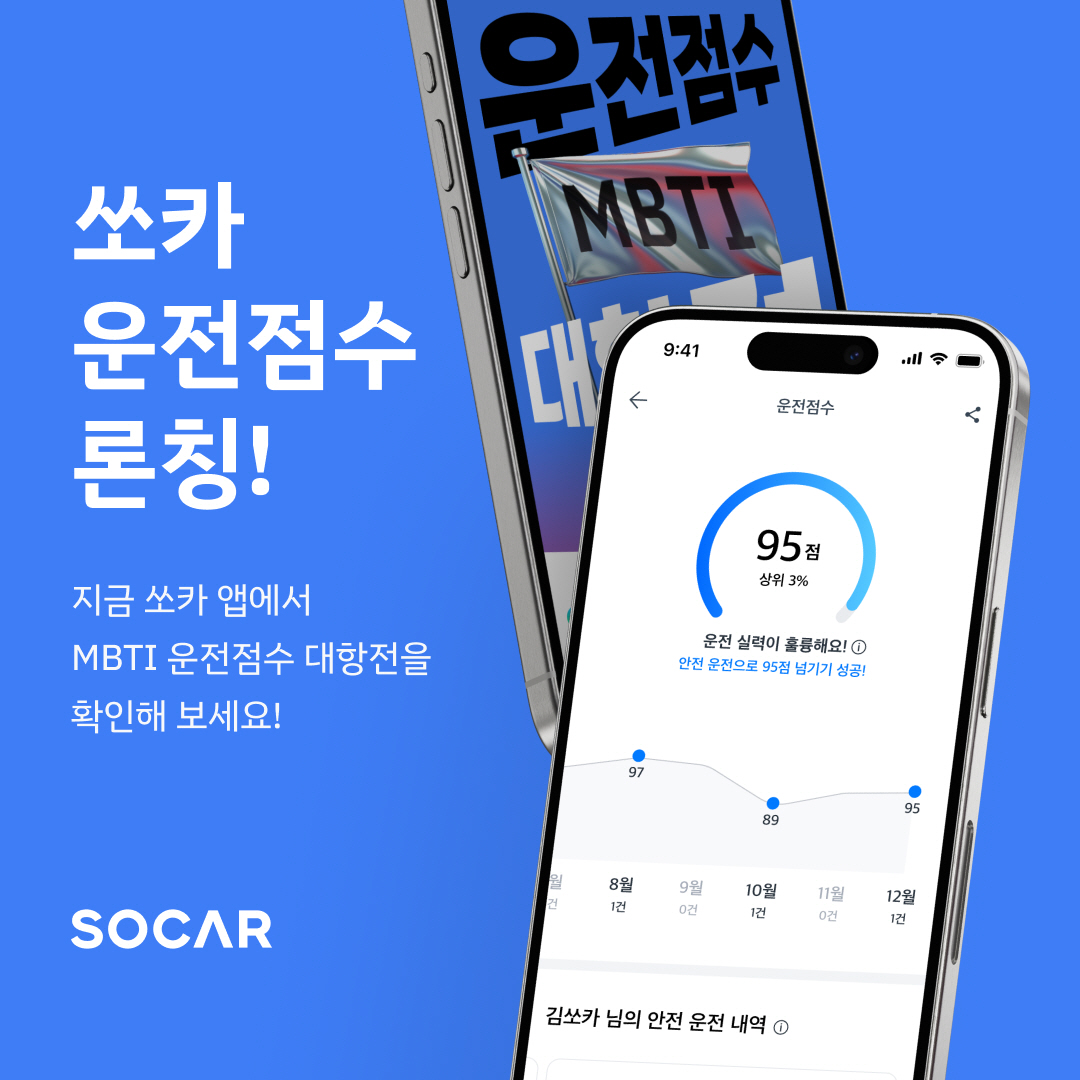 쏘카
운전점수
론칭!
지금 쏘카 앱에서
MBTI 운전점수 대항전을
확인해 보세요!
SOCAR
운전점수
MBTI
9:41
운전점수
95점
상위 3%
운전 실력이 훌륭해요!
안전 운전으로 95점 넘기기 성공!
97
89
95
월 8월 9월 10월 11월 12월
건 1건 0건 1건 0건 1건
김쏘카 님의 안전 운전 내역